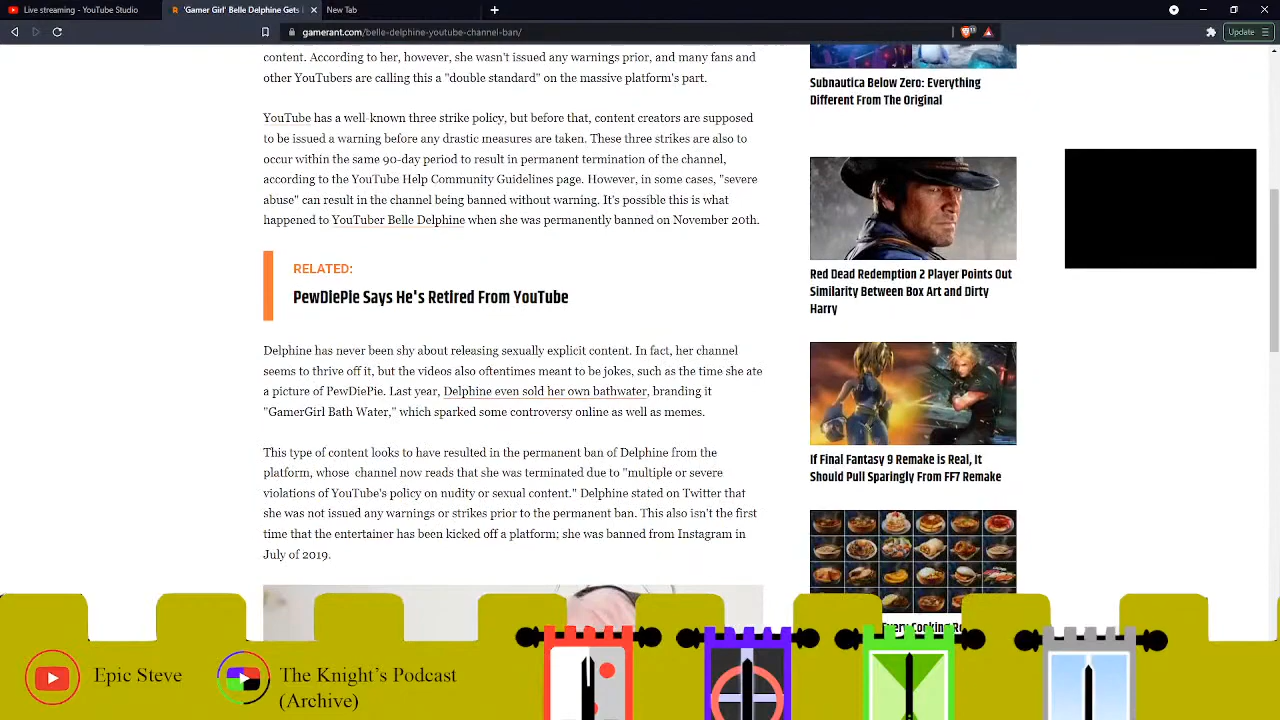 Live streaming - YouTube Studio
'Gamer Girl' Belle Delphine Gets
New Tab
gamerant.com/belle-delphine-youtube-channel-ban/
Update
content. According to her, however, she wasn't issued any warnings prior, and many fans and
other YouTubers are calling this a "double standard" on the massive platform's part.
YouTube has a well-known three strike policy, but before that, content creators are supposed
to be issued a warning before any drastic measures are taken. These three strikes are also to
occur within the same 90-day period to result in permanent termination of the channel,
according to the YouTube Help Community Guidelines page. However, in some cases, "severe
abuse" can result in the channel being banned without warning. It's possible this is what
happened to YouTuber Belle Delphine when she was permanently banned on November 20th.
RELATED:
PewDiePie Says He's Retired From YouTube
Delphine has never been shy about releasing sexually explicit content. In fact, her channel
seems to thrive off it, but the videos also oftentimes meant to be jokes, such as the time she ate
a picture of PewDiePie. Last year, Delphine even sold her own bathwater, branding it
"GamerGirl Bath Water," which sparked some controversy online as well as memes.
This type of content looks to have resulted in the permanent ban of Delphine from the
platform, whose channel now reads that she was terminated due to "multiple or severe
violations of YouTube's policy on nudity or sexual content." Delphine stated on Twitter that
she was not issued any warnings or strikes prior to the permanent ban. This also isn't the first
time that the entertainer has been kicked off a platform; she was banned from Instagram in
July of 2019.
Subnautica Below Zero: Everything
Different From The Original
Red Dead Redemption 2 Player Points Out
Similarity Between Box Art and Dirty
Harry
If Final Fantasy 9 Remake is Real, It
Should Pull Sparingly From FF7 Remake
Every Cooking Re
Epic Steve
The Knight's Podcast
(Archive)